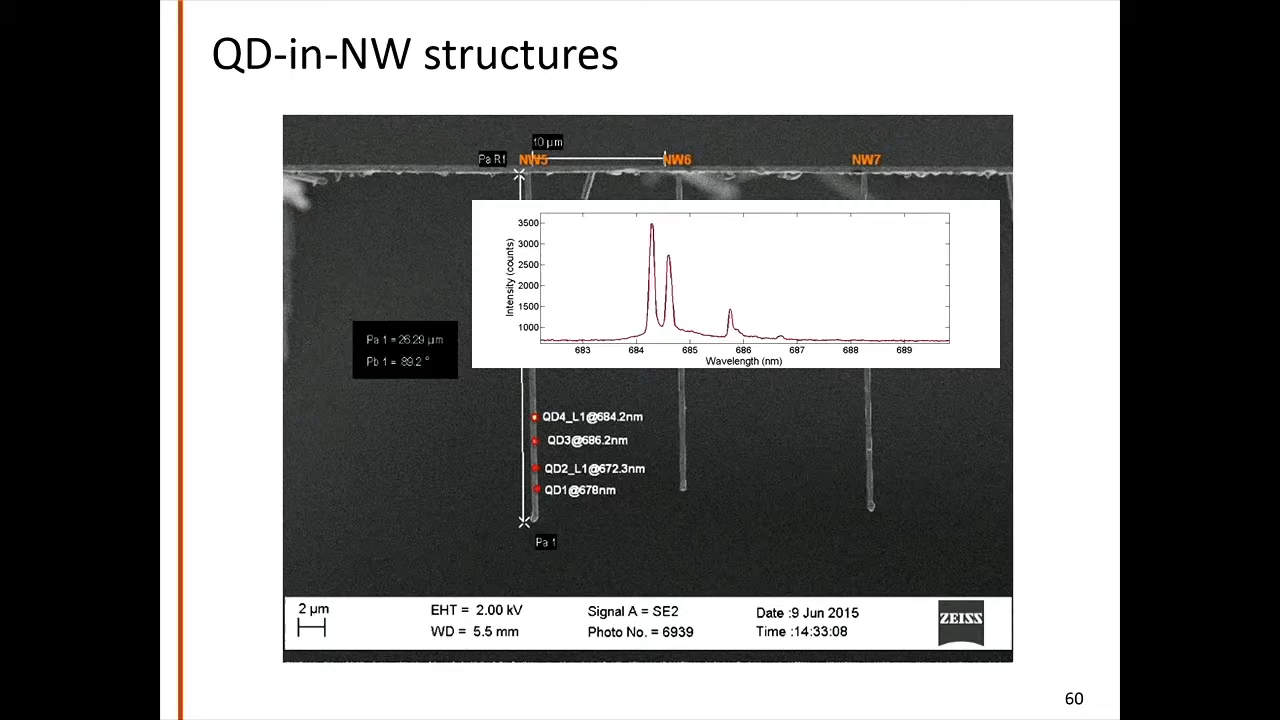 QD-in-NW structures
10 µm
Pa R1 NW5 NW6 NW7
3500
3000
2500
2000
1500
1000
Intensity (counts)
683 684 685 686 687 688 689
Wavelength (nm)
Pa 1 = 26.29 µm
Pb 1 = 89.2 °
QD4_L1@684.2nm
QD3@686.2nm
QD2_L1@672.3nm
QD1@678nm
Pa 1
2 µm
EHT = 2.00 kV
WD = 5.5 mm
Signal A = SE2
Photo No. = 6939
Date :9 Jun 2015
Time :14:33:08
ZEISS
60